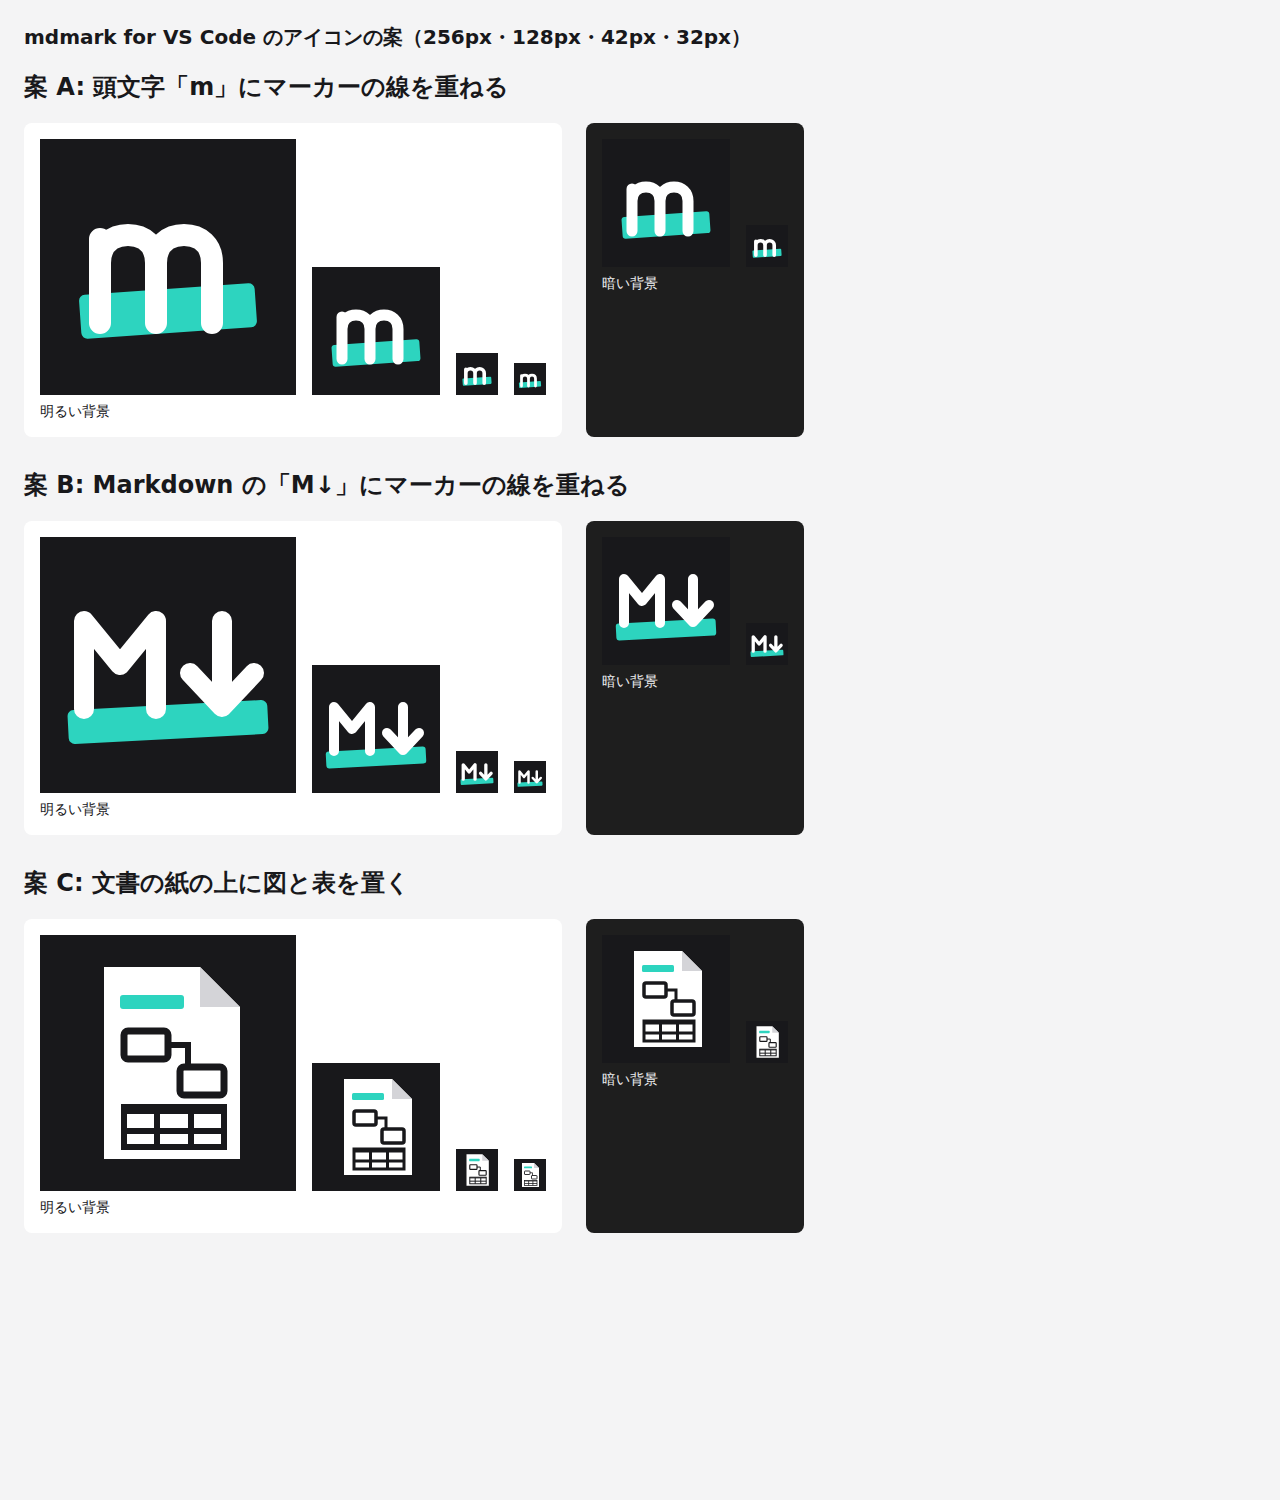 mdmark for VS Code のアイコンの案（256px・128px・42px・32px）
案 A: 頭文字「m」にマーカーの線を重ねる
m m m m
m m
明るい背景
暗い背景
案 B: Markdown の「M↓」にマーカーの線を重ねる
M↓ M↓ M↓ M↓
M↓ M↓
明るい背景
暗い背景
案 C: 文書の紙の上に図と表を置く
明るい背景
暗い背景